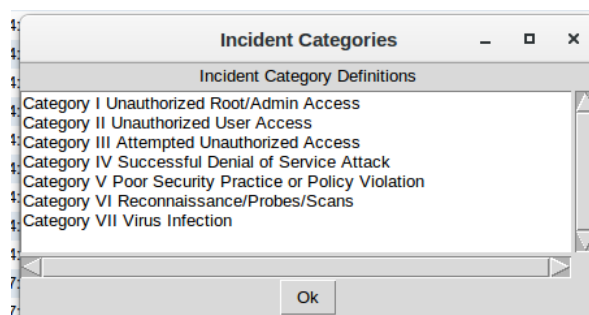 Incident Categories
Incident Category Definitions
Category I Unauthorized Root/Admin Access
Category II Unauthorized User Access
Category III Attempted Unauthorized Access
Category IV Successful Denial of Service Attack
Category V Poor Security Practice or Policy Violation
Category VI Reconnaissance/Probes/Scans
Category VII Virus Infection
Ok